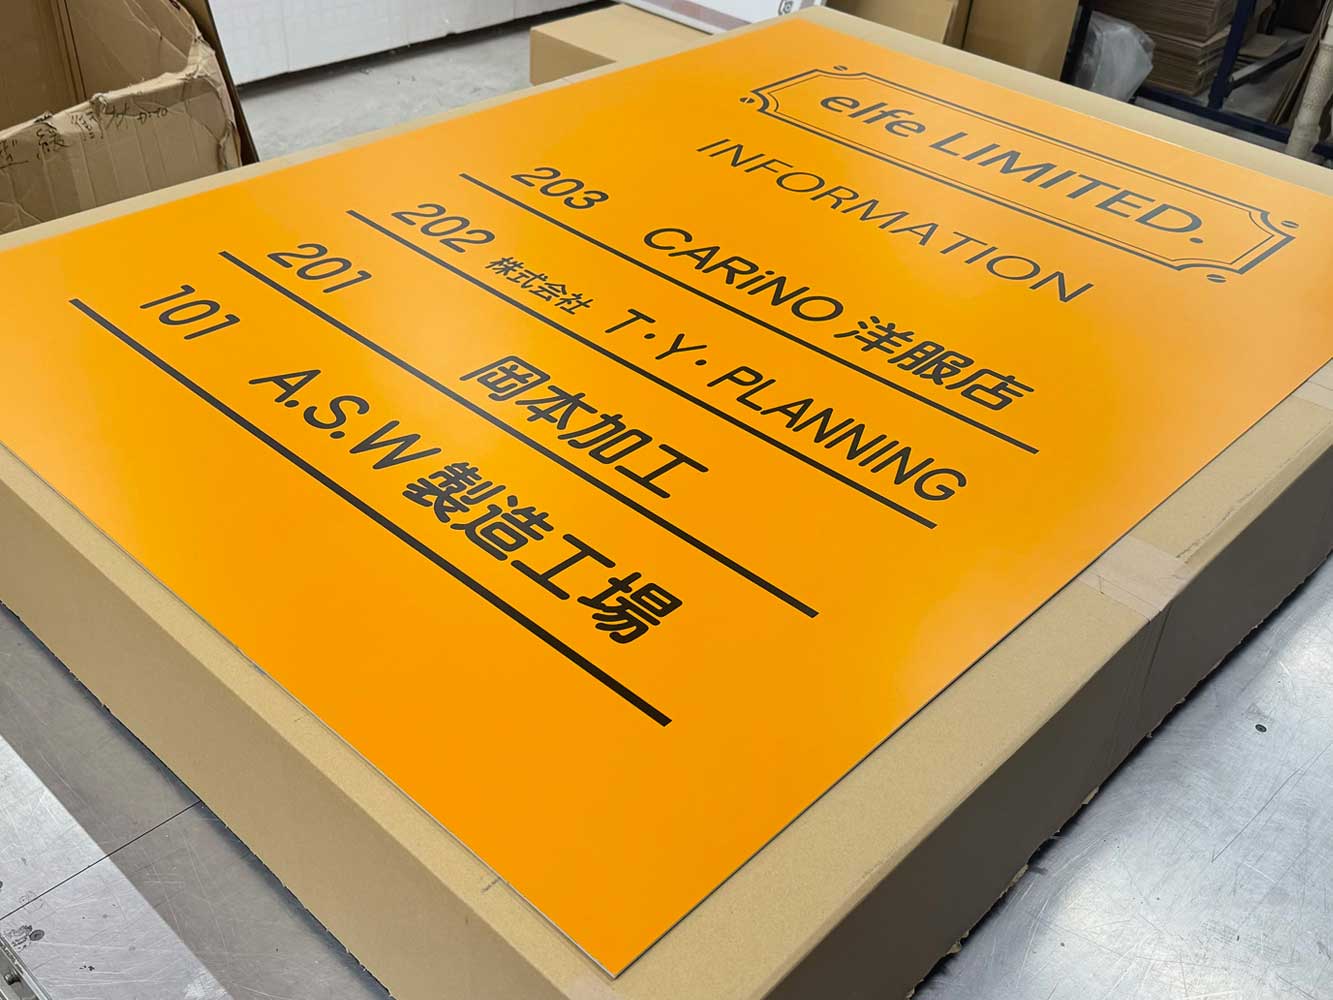 elfe LIMITED.
INFORMATION
203 CARiNO 洋服店
202 株式会社 T・Y・PLANNING
201 岡本加工
101 A.S.W 製造工場